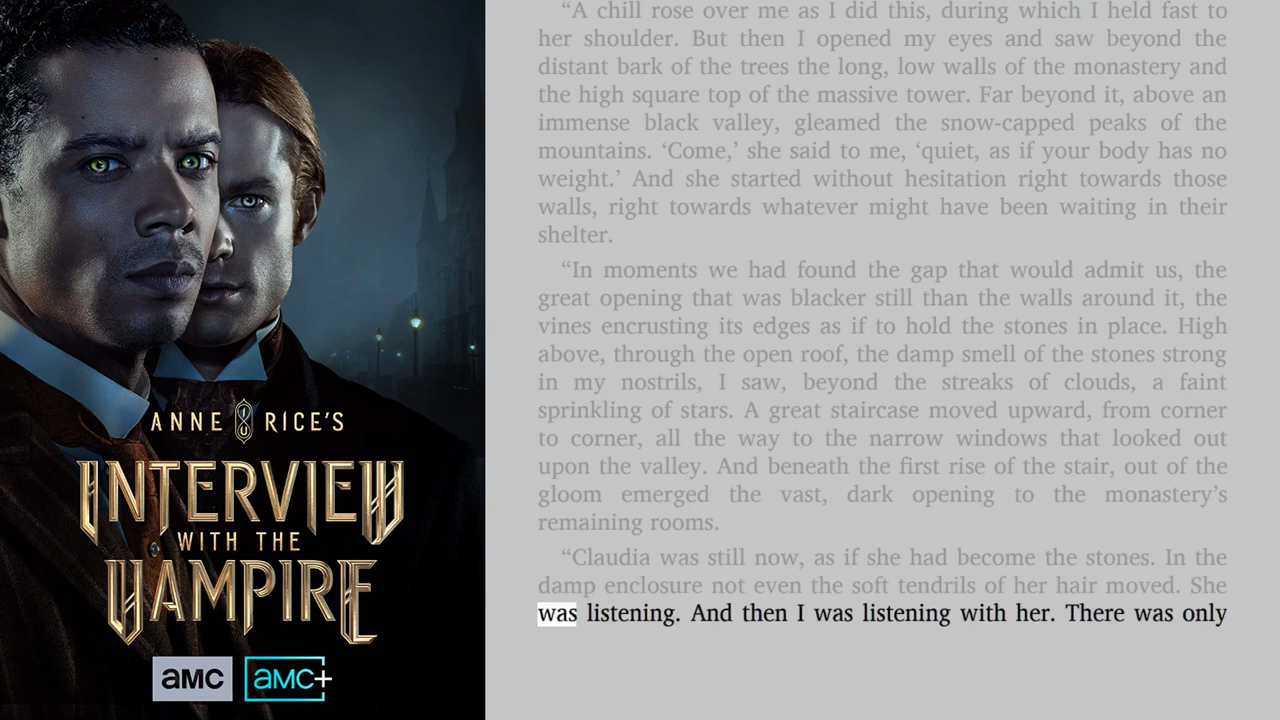 ANNE RICE'S
INTERVIEW
WITH THE
VAMPIRE
aMC
aMC+
“A chill rose over me as I did this, during which I held fast to
her shoulder. But then I opened my eyes and saw beyond the
distant bark of the trees the long, low walls of the monastery and
the high square top of the massive tower. Far beyond it, above an
immense black valley, gleamed the snow-capped peaks of the
mountains. ‘Come,’ she said to me, ‘quiet, as if your body has no
weight.’ And she started without hesitation right towards those
walls, right towards whatever might have been waiting in their
shelter.
“In moments we had found the gap that would admit us, the
great opening that was blacker still than the walls around it, the
vines encrusting its edges as if to hold the stones in place. High
above, through the open roof, the damp smell of the stones strong
in my nostrils, I saw, beyond the streaks of clouds, a faint
sprinkling of stars. A great staircase moved upward, from corner
to corner, all the way to the narrow windows that looked out
upon the valley. And beneath the first rise of the stair, out of the
gloom emerged the vast, dark opening to the monastery’s
remaining rooms.
“Claudia was still now, as if she had become the stones. In the
damp enclosure not even the soft tendrils of her hair moved. She
was listening. And then I was listening with her. There was only